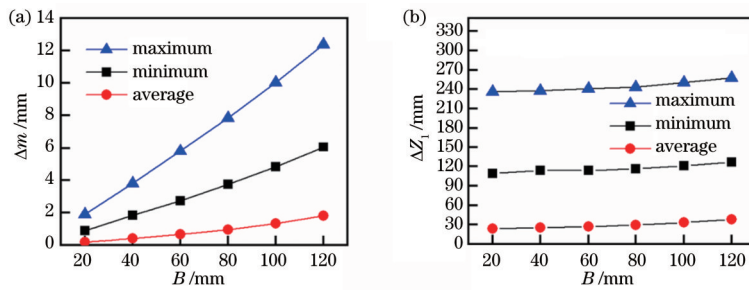 (a)
14
12
10
8
6
4
2
0
Δm /mm
maximum
minimum
average
20 40 60 80 100 120
B /mm
(b)
330
300
270
240
210
180
150
120
90
60
30
0
ΔZ₁ /mm
maximum
minimum
average
20 40 60 80 100 120
B /mm